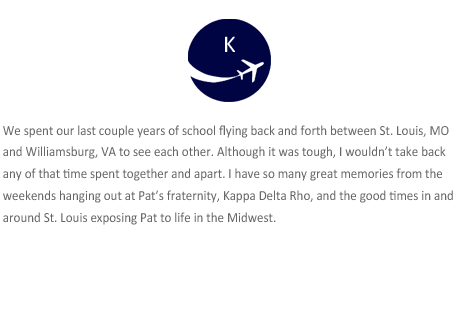 K
We spent our last couple years of school flying back and forth between St. Louis, MO
and Williamsburg, VA to see each other. Although it was tough, I wouldn’t take back
any of that time spent together and apart. I have so many great memories from the
weekends hanging out at Pat’s fraternity, Kappa Delta Rho, and the good times in and
around St. Louis exposing Pat to life in the Midwest.